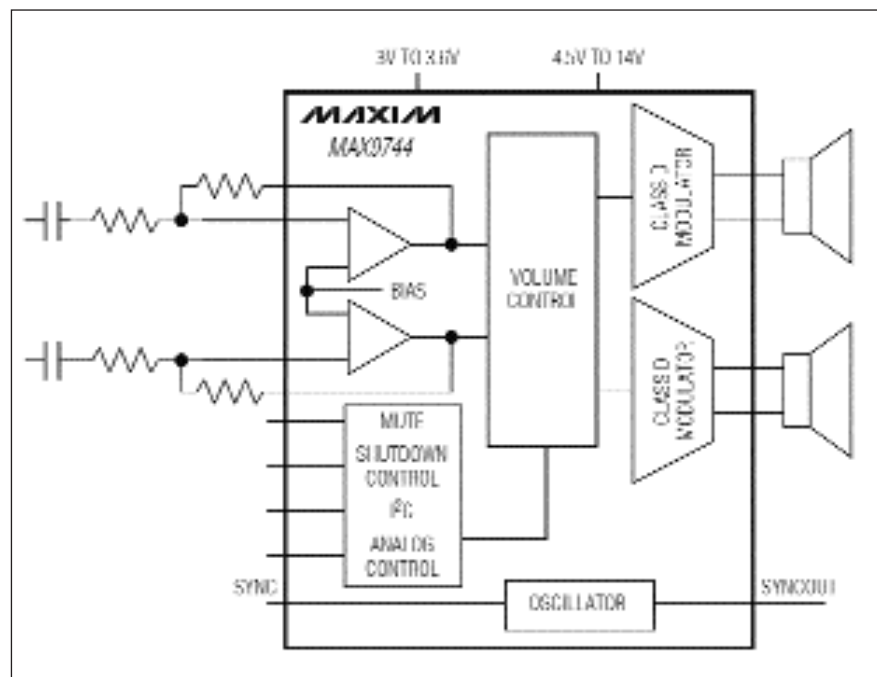 3V TO 3.6V
4.5V TO 14V
MAXIM
MAX9744
CLASS D
MODULATOR
BIAS
VOLUME
CONTROL
CLASS D
MODULATOR
MUTE
SHUTDOWN
CONTROL
I²C
ANALOG
CONTROL
SYNC
OSCILLATOR
SYNCOUT